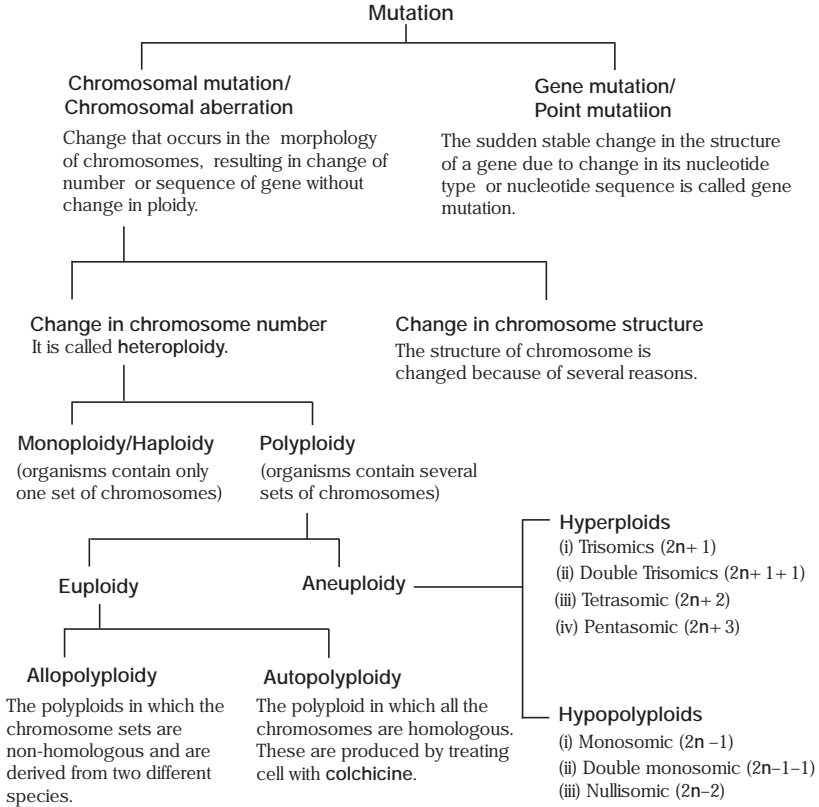 Mutation
Chromosomal mutation/
Chromosomal aberration
Change that occurs in the morphology
of chromosomes, resulting in change of
number or sequence of gene without
change in ploidy.
Gene mutation/
Point mutatiion
The sudden stable change in the structure
of a gene due to change in its nucleotide
type or nucleotide sequence is called gene
mutation.
Change in chromosome number
It is called heteroploidy.
Change in chromosome structure
The structure of chromosome is
changed because of several reasons.
Monoploidy/Haploidy
(organisms contain only
one set of chromosomes)
Polyploidy
(organisms contain several
sets of chromosomes)
Euploidy
Aneuploidy
Hyperploids
(i) Trisomics (2n+ 1)
(ii) Double Trisomics (2n+ 1+ 1)
(iii) Tetrasomic (2n+ 2)
(iv) Pentasomic (2n+ 3)
Allopolyploidy
The polyploids in which the
chromosome sets are
non-homologous and are
derived from two different
species.
Autopolyploidy
The polyploid in which all the
chromosomes are homologous.
These are produced by treating
cell with colchicine.
Hypopolyploids
(i) Monosomic (2n –1)
(ii) Double monosomic (2n–1–1)
(iii) Nullisomic (2n–2)